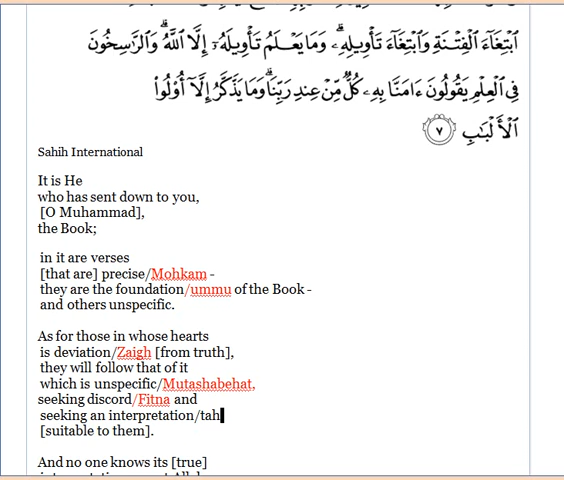 ٱبْتِغَآءَ ٱلْفِتْنَةِ وَٱبْتِغَآءَ تَأْوِيلِهِۦ ۗ وَمَا يَعْلَمُ تَأْوِيلَهُۥٓ إِلَّا ٱللَّهُ ۗ وَٱلرَّٰسِخُونَ
فِى ٱلْعِلْمِ يَقُولُونَ ءَامَنَّا بِهِۦ كُلٌّ مِّنْ عِندِ رَبِّنَا ۗ وَمَا يَذَّكَّرُ إِلَّآ أُو۟لُوا۟
ٱلْأَلْبَٰبِ ٧
Sahih International
It is He
who has sent down to you,
[O Muhammad],
the Book;
in it are verses
[that are] precise/Mohkam -
they are the foundation/ummu of the Book -
and others unspecific.
As for those in whose hearts
is deviation/Zaigh [from truth],
they will follow that of it
which is unspecific/Mutashabehat,
seeking discord/Fitna and
seeking an interpretation/tah
[suitable to them].
And no one knows its [true]